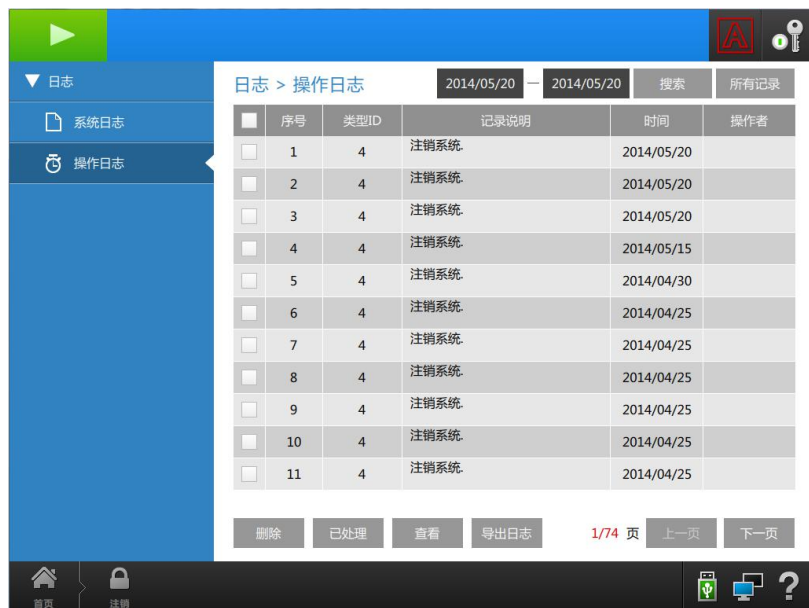 A
日志
系统日志
操作日志
日志 > 操作日志 2014/05/20 — 2014/05/20 搜索 所有记录
序号 类型ID 记录说明 时间 操作者
1 4 注销系统. 2014/05/20
2 4 注销系统. 2014/05/20
3 4 注销系统. 2014/05/20
4 4 注销系统. 2014/05/15
5 4 注销系统. 2014/04/30
6 4 注销系统. 2014/04/25
7 4 注销系统. 2014/04/25
8 4 注销系统. 2014/04/25
9 4 注销系统. 2014/04/25
10 4 注销系统. 2014/04/25
11 4 注销系统. 2014/04/25
删除 已处理 查看 导出日志 1/74 页 上一页 下一页
首页 注销 ?